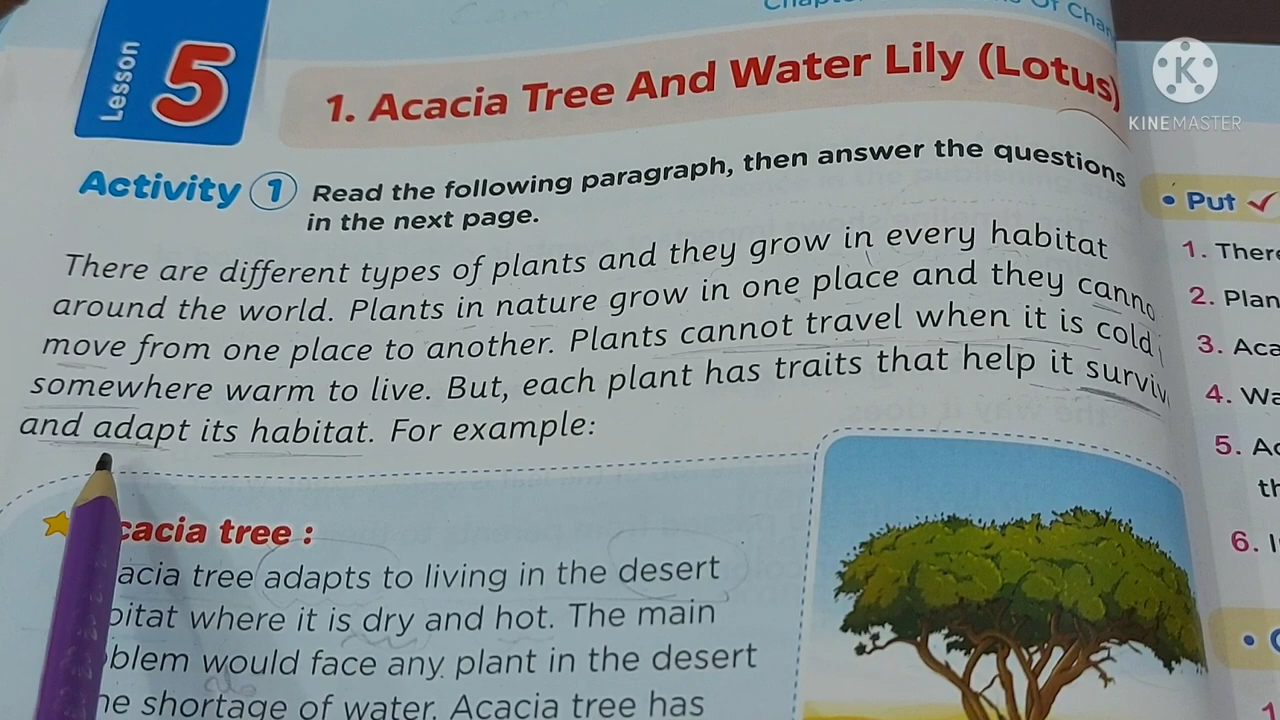 Lesson 5
1. Acacia Tree And Water Lily (Lotus)
Activity 1 Read the following paragraph, then answer the questions
in the next page.
There are different types of plants and they grow in every habitat
around the world. Plants in nature grow in one place and they canno
move from one place to another. Plants cannot travel when it is cold
somewhere warm to live. But, each plant has traits that help it surviv
and adapt its habitat. For example:
cacia tree :
acia tree adapts to living in the desert
bitat where it is dry and hot. The main
blem would face any plant in the desert
he shortage of water. Acacia tree has
KINEMASTER
• Put ✓
1. There
2. Plan
3. Aca
4. Wa
5. Ac
th
6. I
1